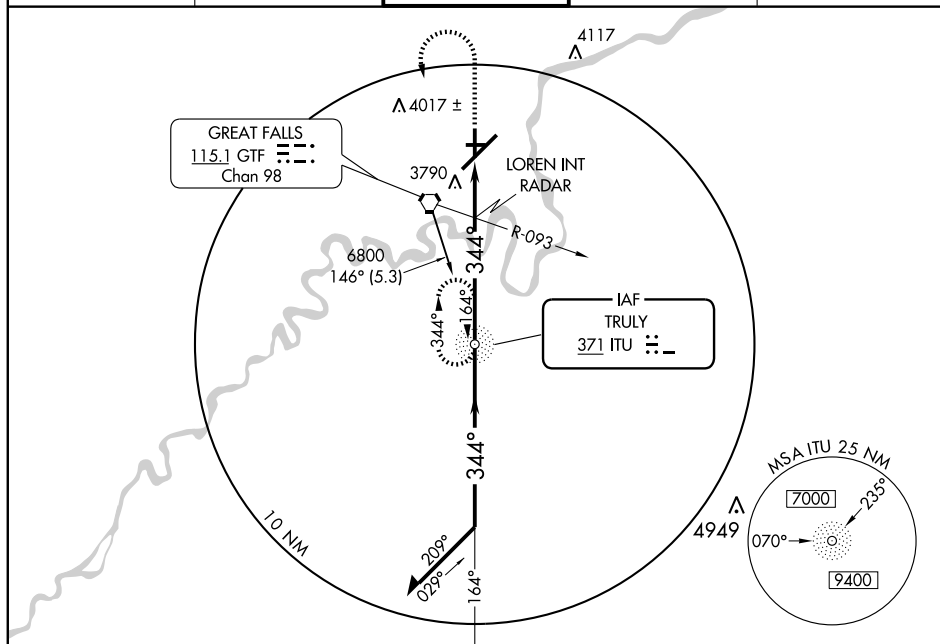 4117
4017 ±
GREAT FALLS
115.1 GTF
Chan 98
3790
LOREN INT
RADAR
R-093
344°
6800
146° (5.3)
344°
164°
IAF
TRULY
371 ITU
344°
10 NM
209°
029°
164°
4949
MSA ITU 25 NM
7000
235°
070°
9400